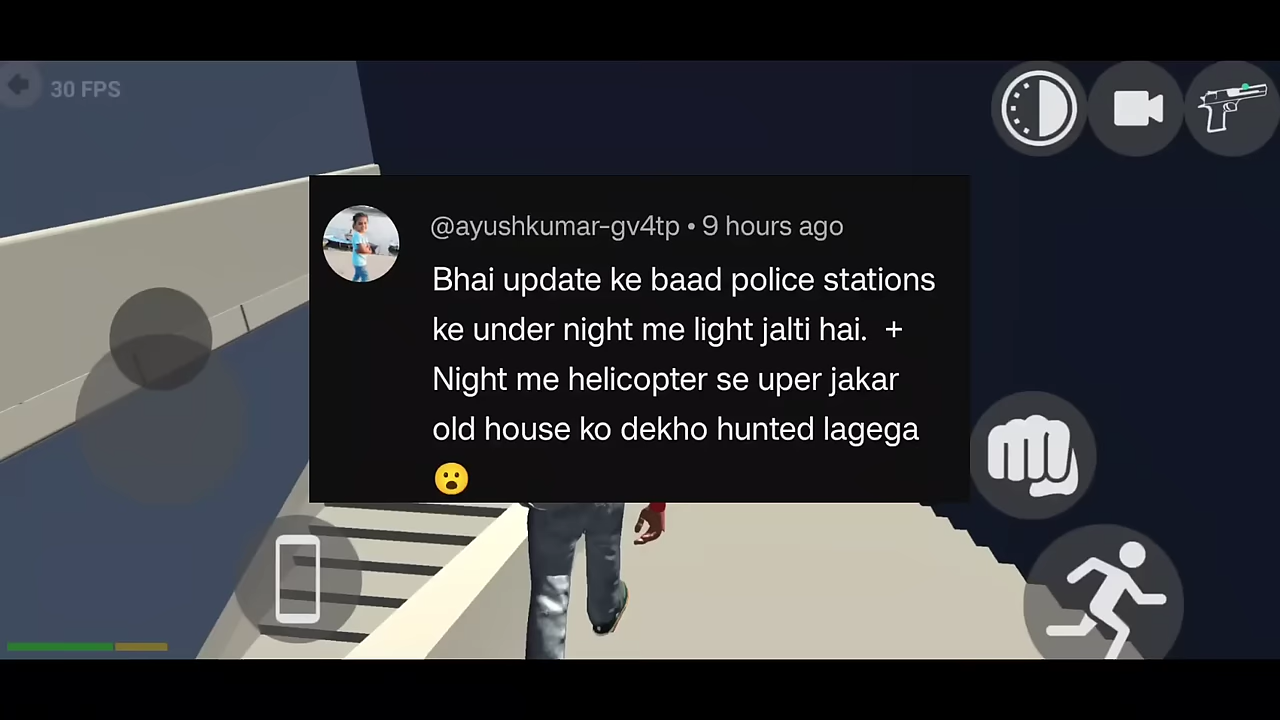 30 FPS
@ayushkumar-gv4tp • 9 hours ago
Bhai update ke baad police stations
ke under night me light jalti hai.  +
Night me helicopter se uper jakar
old house ko dekho hunted lagega
😮